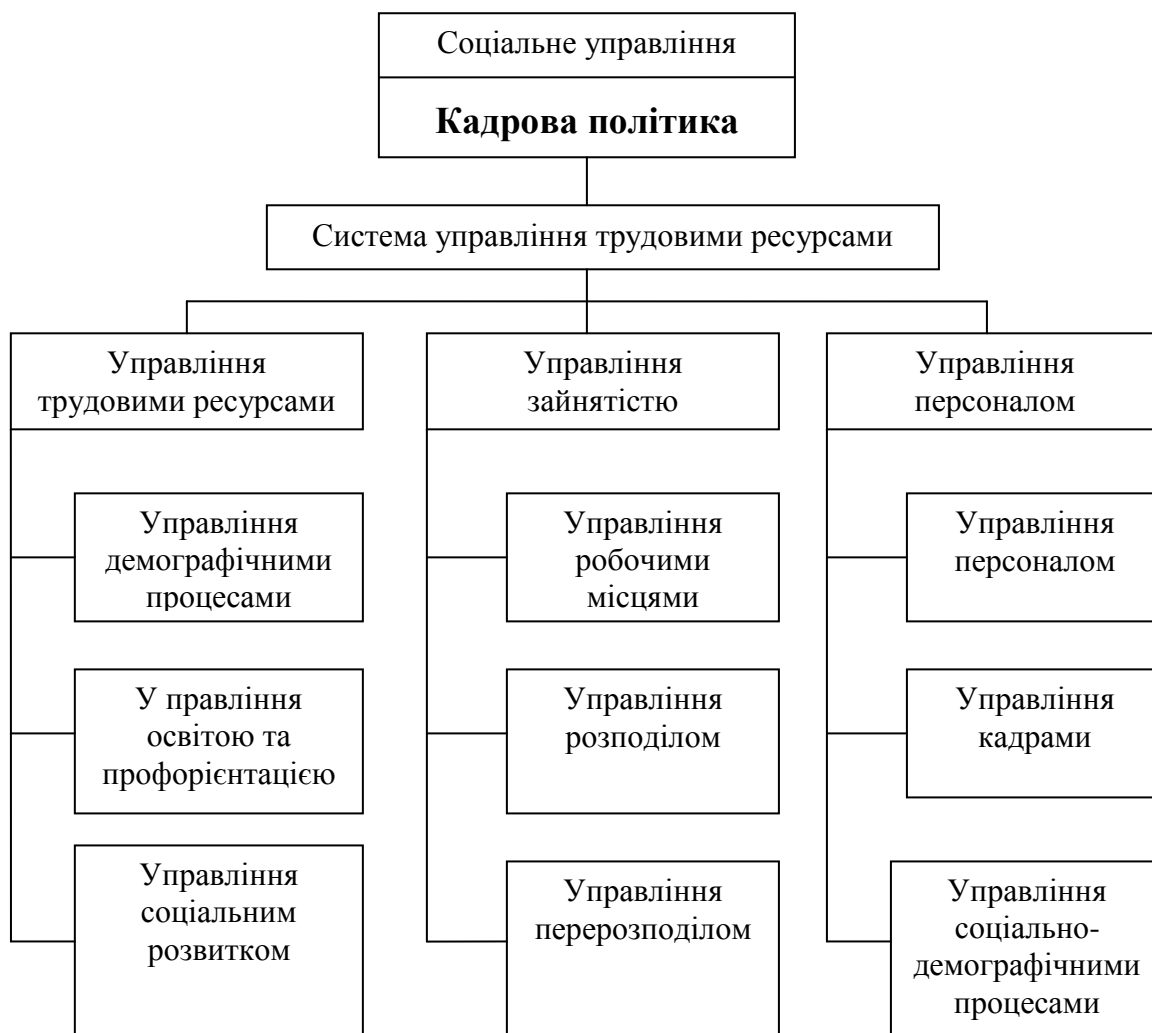 Соціальне управління
Кадрова політика
Система управління трудовими ресурсами
Управління
трудовими ресурсами
Управління
демографічними
процесами
У правління
освітою та
профорієнтацією
Управління
соціальним
розвитком
Управління
зайнятістю
Управління
робочими
місцями
Управління
розподілом
Управління
перерозподілом
Управління
персоналом
Управління
персоналом
Управління
кадрами
Управління
соціально-
демографічними
процесами